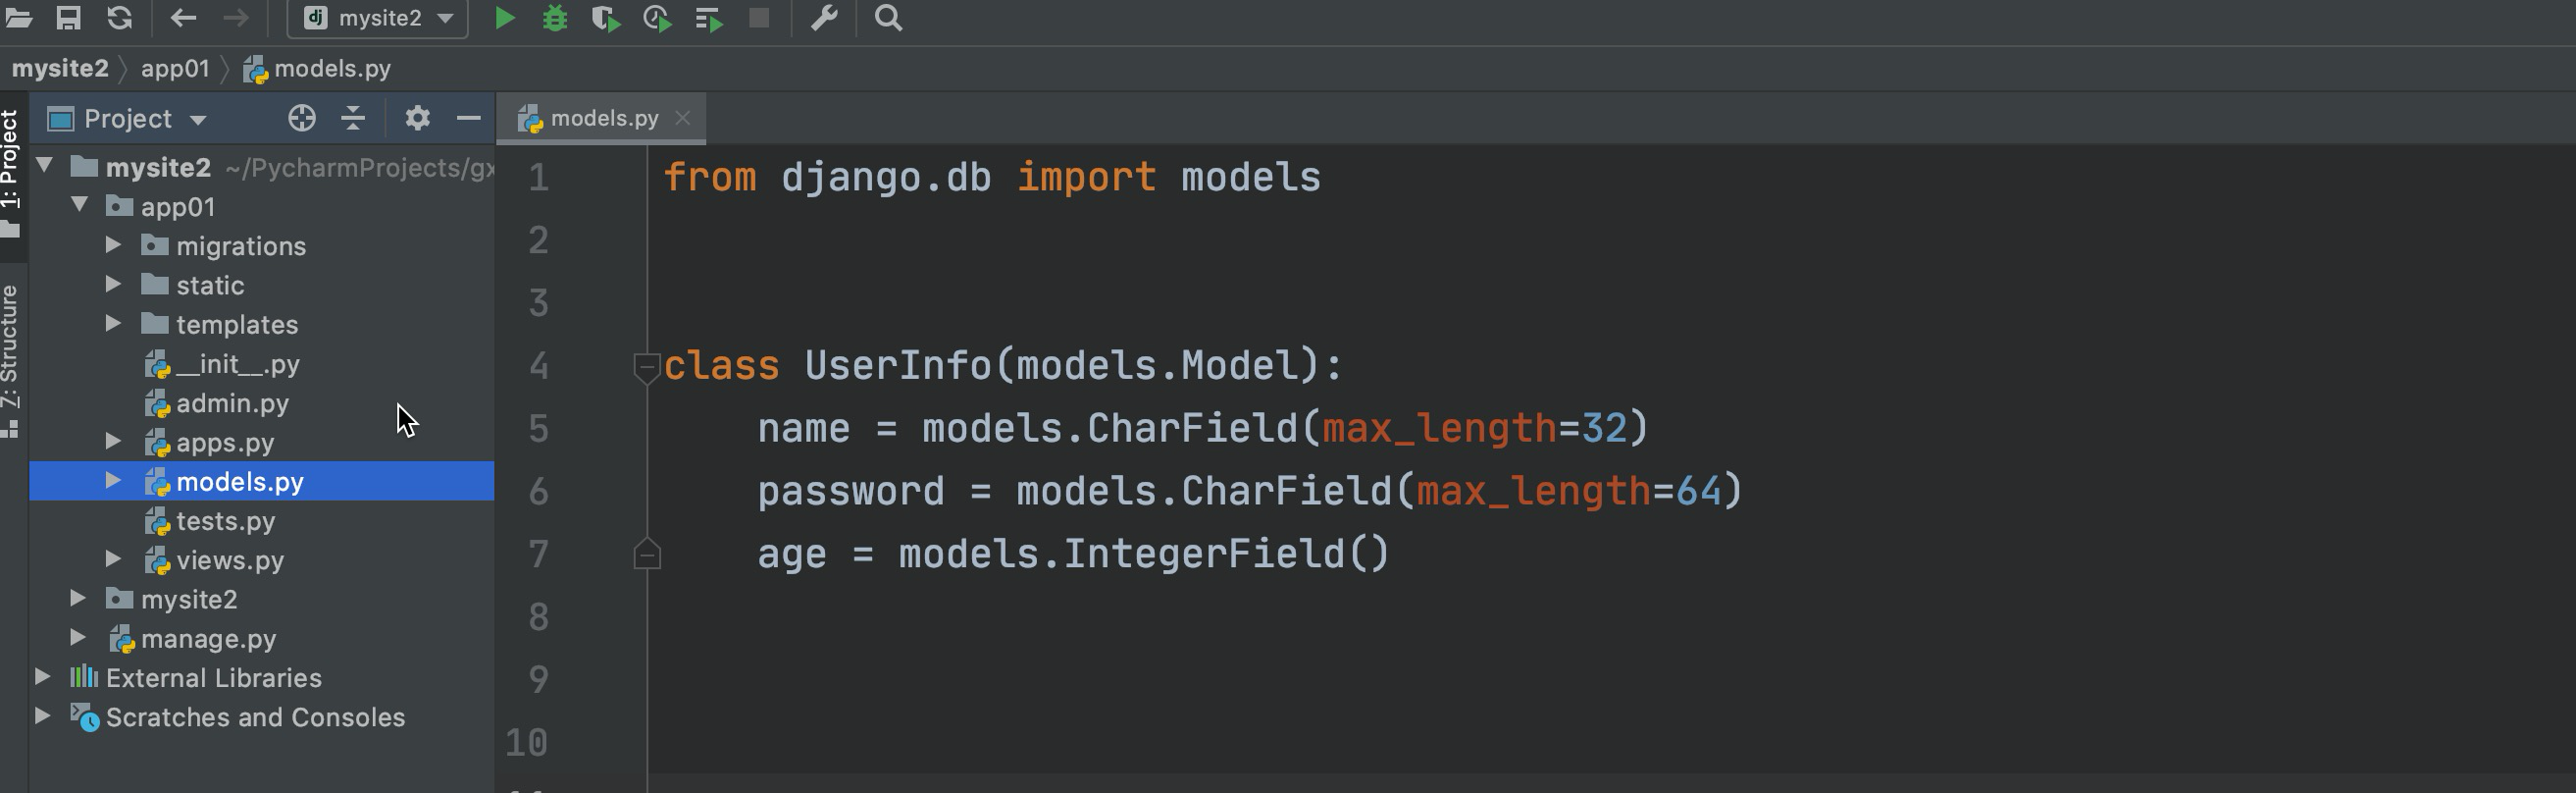 mysite2
mysite2 app01 models.py
1: Project
Project
models.py
mysite2 ~/PycharmProjects/gx
app01
migrations
static
templates
__init__.py
admin.py
apps.py
models.py
tests.py
views.py
mysite2
manage.py
External Libraries
Scratches and Consoles
7: Structure
1 from django.db import models
2
3
4 class UserInfo(models.Model):
5 name = models.CharField(max_length=32)
6 password = models.CharField(max_length=64)
7 age = models.IntegerField()
8
9
10